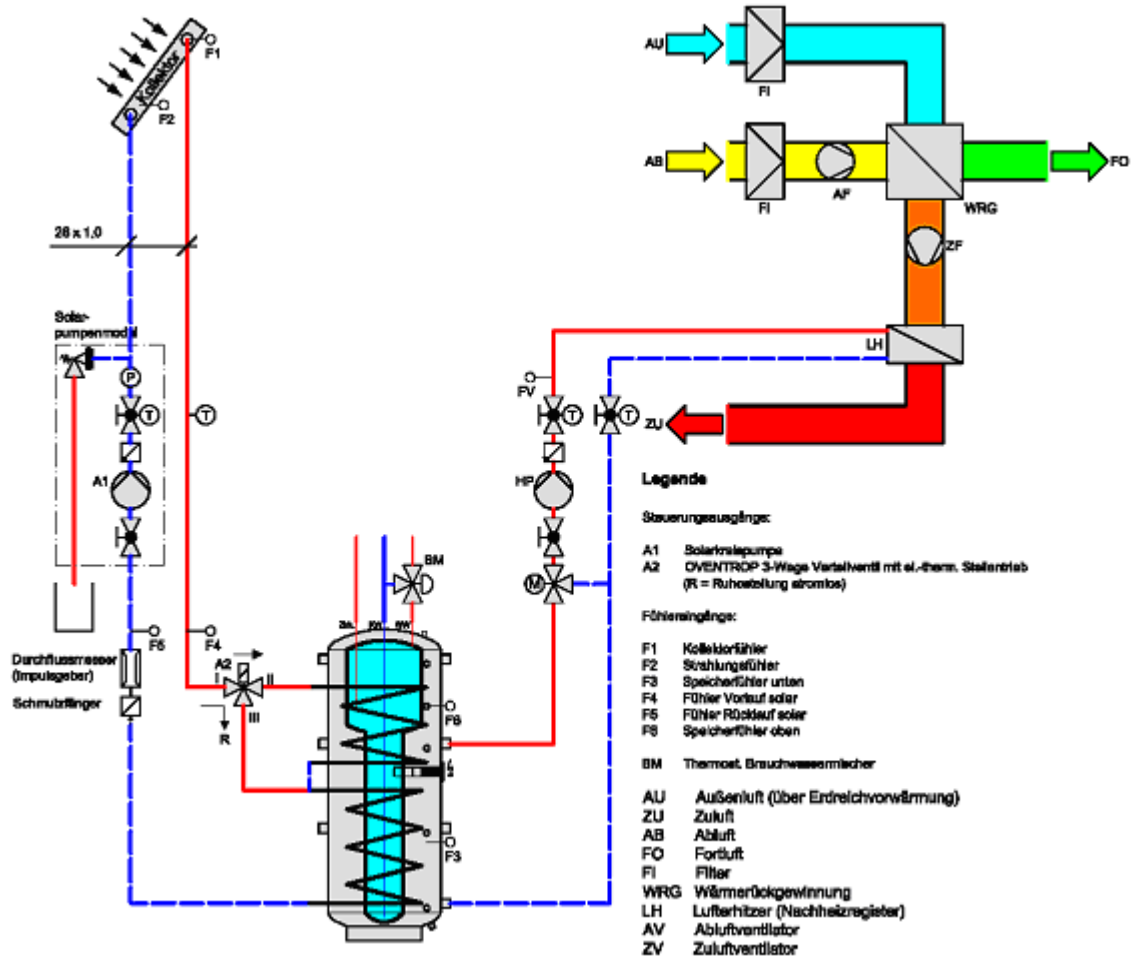 Kollektor
F1
F2
26 x 1,0
Solar-
pumpenmodul
P
T
T
A1
F5
F4
Durchflussmesser
(Impulsgeber)
Schmutzfänger
A2
I
II
III
R
BM
F6
F3
FV
T
T
HP
M
AU
FI
AB
FI
AF
WRG
FO
ZF
LH
ZU
Legende
Steuerungsausgänge:
A1 Solarkreispumpe
A2 OVENTROP 3-Wege Verteilventil mit el.-therm. Stellantrieb
(R = Ruhestellung stromlos)
Fühlereingänge:
F1 Kollektorfühler
F2 Strahlungsfühler
F3 Speicherfühler unten
F4 Fühler Vorlauf solar
F5 Fühler Rücklauf solar
F6 Speicherfühler oben
BM Thermost. Brauchwassermischer
AU Außenluft (über Erdreichvorwärmung)
ZU Zuluft
AB Abluft
FO Fortluft
FI Filter
WRG Wärmerückgewinnung
LH Lufterhitzer (Nachheizregister)
AV Abluftventilator
ZV Zuluftventilator